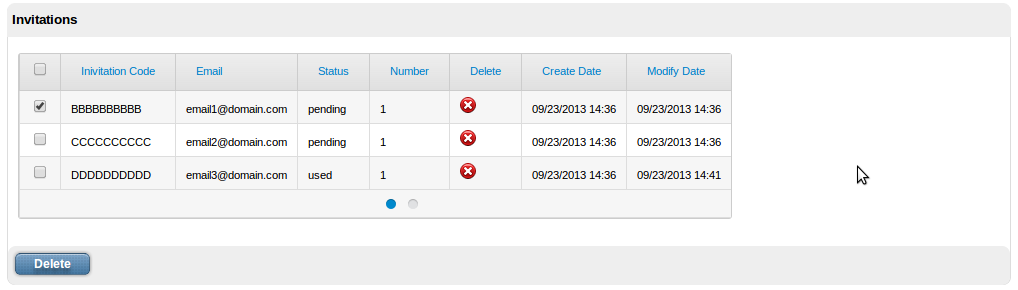 Invitations
Inivitation Code Email Status Number Delete Create Date Modify Date
BBBBBBBBBB email1@domain.com pending 1 09/23/2013 14:36 09/23/2013 14:36
CCCCCCCCCC email2@domain.com pending 1 09/23/2013 14:36 09/23/2013 14:36
DDDDDDDDDD email3@domain.com used 1 09/23/2013 14:36 09/23/2013 14:41
Delete